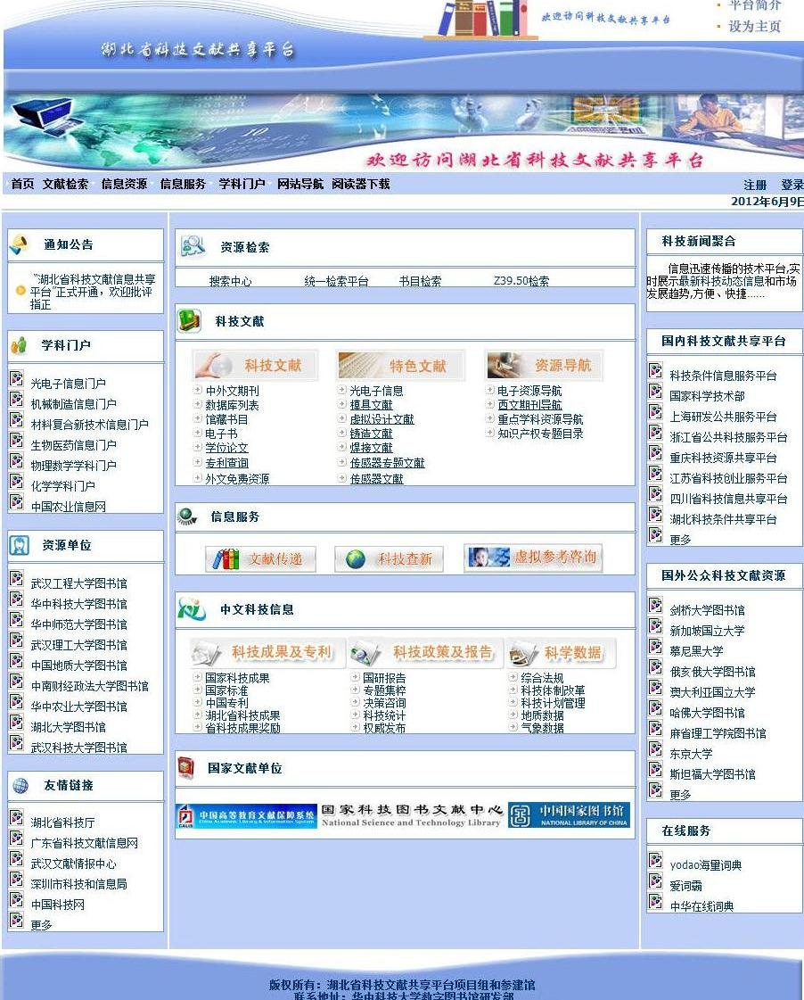 平台简介
欢迎访问科技文献共享平台
设为主页
湖北省科技文献共享平台
欢迎访问湖北省科技文献共享平台
首页 文献检索 信息资源 信息服务 学科门户 网站导航 阅读器下载
注册 登录
2012年6月9日
通知公告
“湖北省科技文献信息共享
平台”正式开通，欢迎批评
指正
学科门户
光电子信息门户
机械制造信息门户
材料复合新技术信息门户
生物医药信息门户
物理数学学科门户
化学学科门户
中国农业信息网
资源单位
武汉工程大学图书馆
华中科技大学图书馆
华中师范大学图书馆
武汉理工大学图书馆
中国地质大学图书馆
中南财经政法大学图书馆
华中农业大学图书馆
湖北大学图书馆
武汉科技大学图书馆
友情链接
湖北省科技厅
广东省科技文献信息网
武汉文献情报中心
深圳市科技和信息局
中国科技网
更多
资源检索
搜索中心 统一检索平台 书目检索 Z39.50检索
科技文献
科技文献
中外文期刊
数据库列表
馆藏书目
电子书
学位论文
专利查询
外文免费资源
特色文献
光电子信息
模具文献
虚拟设计文献
铸造文献
焊接文献
传感器专题文献
传感器文献
资源导航
电子资源导航
西文期刊导航
重点学科资源导航
知识产权专题目录
信息服务
文献传递 科技查新 虚拟参考咨询
中文科技信息
科技成果及专利
国家科技成果
国家标准
中国专利
湖北省科技成果
省科技成果奖励
科技政策及报告
国研报告
专题集粹
决策咨询
科技统计
权威发布
科学数据
综合法规
科技体制改革
科技计划管理
地质数据
气象数据
国家文献单位
CALIS
中国高等教育文献保障系统
China Academic Library & Information System
国家科技图书文献中心
National Science and Technology Library
中国国家图书馆
NATIONAL LIBRARY OF CHINA
科技新闻聚合
信息迅速传播的技术平台,实
时展示最新科技动态信息和市场
发展趋势,方便、快捷......
国内科技文献共享平台
科技条件信息服务平台
国家科学技术部
上海研发公共服务平台
浙江省公共科技服务平台
重庆科技资源共享平台
江苏省科技创业服务平台
四川省科技信息共享平台
湖北科技条件共享平台
更多
国外公众科技文献资源
剑桥大学图书馆
新加坡国立大学
慕尼黑大学
俄亥俄大学图书馆
澳大利亚国立大学
哈佛大学图书馆
麻省理工学院图书馆
东京大学
斯坦福大学图书馆
更多
在线服务
yodao海量词典
爱词霸
中华在线词典
版权所有：湖北省科技文献共享平台项目组和参建馆
联系地址：华中科技大学数字图书馆研发部